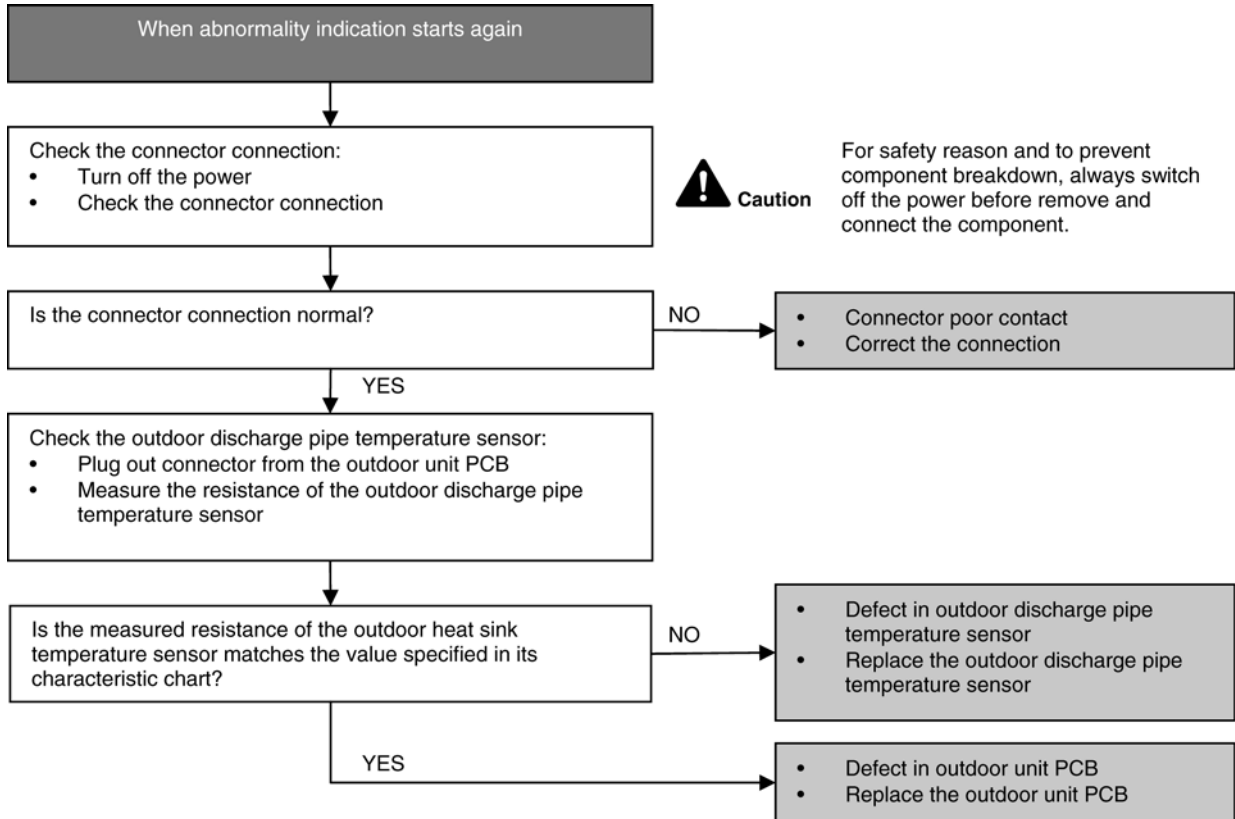 When abnormality indication starts again
Check the connector connection:
• Turn off the power
• Check the connector connection
Caution
For safety reason and to prevent
component breakdown, always switch
off the power before remove and
connect the component.
Is the connector connection normal?
NO
• Connector poor contact
• Correct the connection
YES
Check the outdoor discharge pipe temperature sensor:
• Plug out connector from the outdoor unit PCB
• Measure the resistance of the outdoor discharge pipe
temperature sensor
Is the measured resistance of the outdoor heat sink
temperature sensor matches the value specified in its
characteristic chart?
NO
• Defect in outdoor discharge pipe
temperature sensor
• Replace the outdoor discharge pipe
temperature sensor
YES
• Defect in outdoor unit PCB
• Replace the outdoor unit PCB